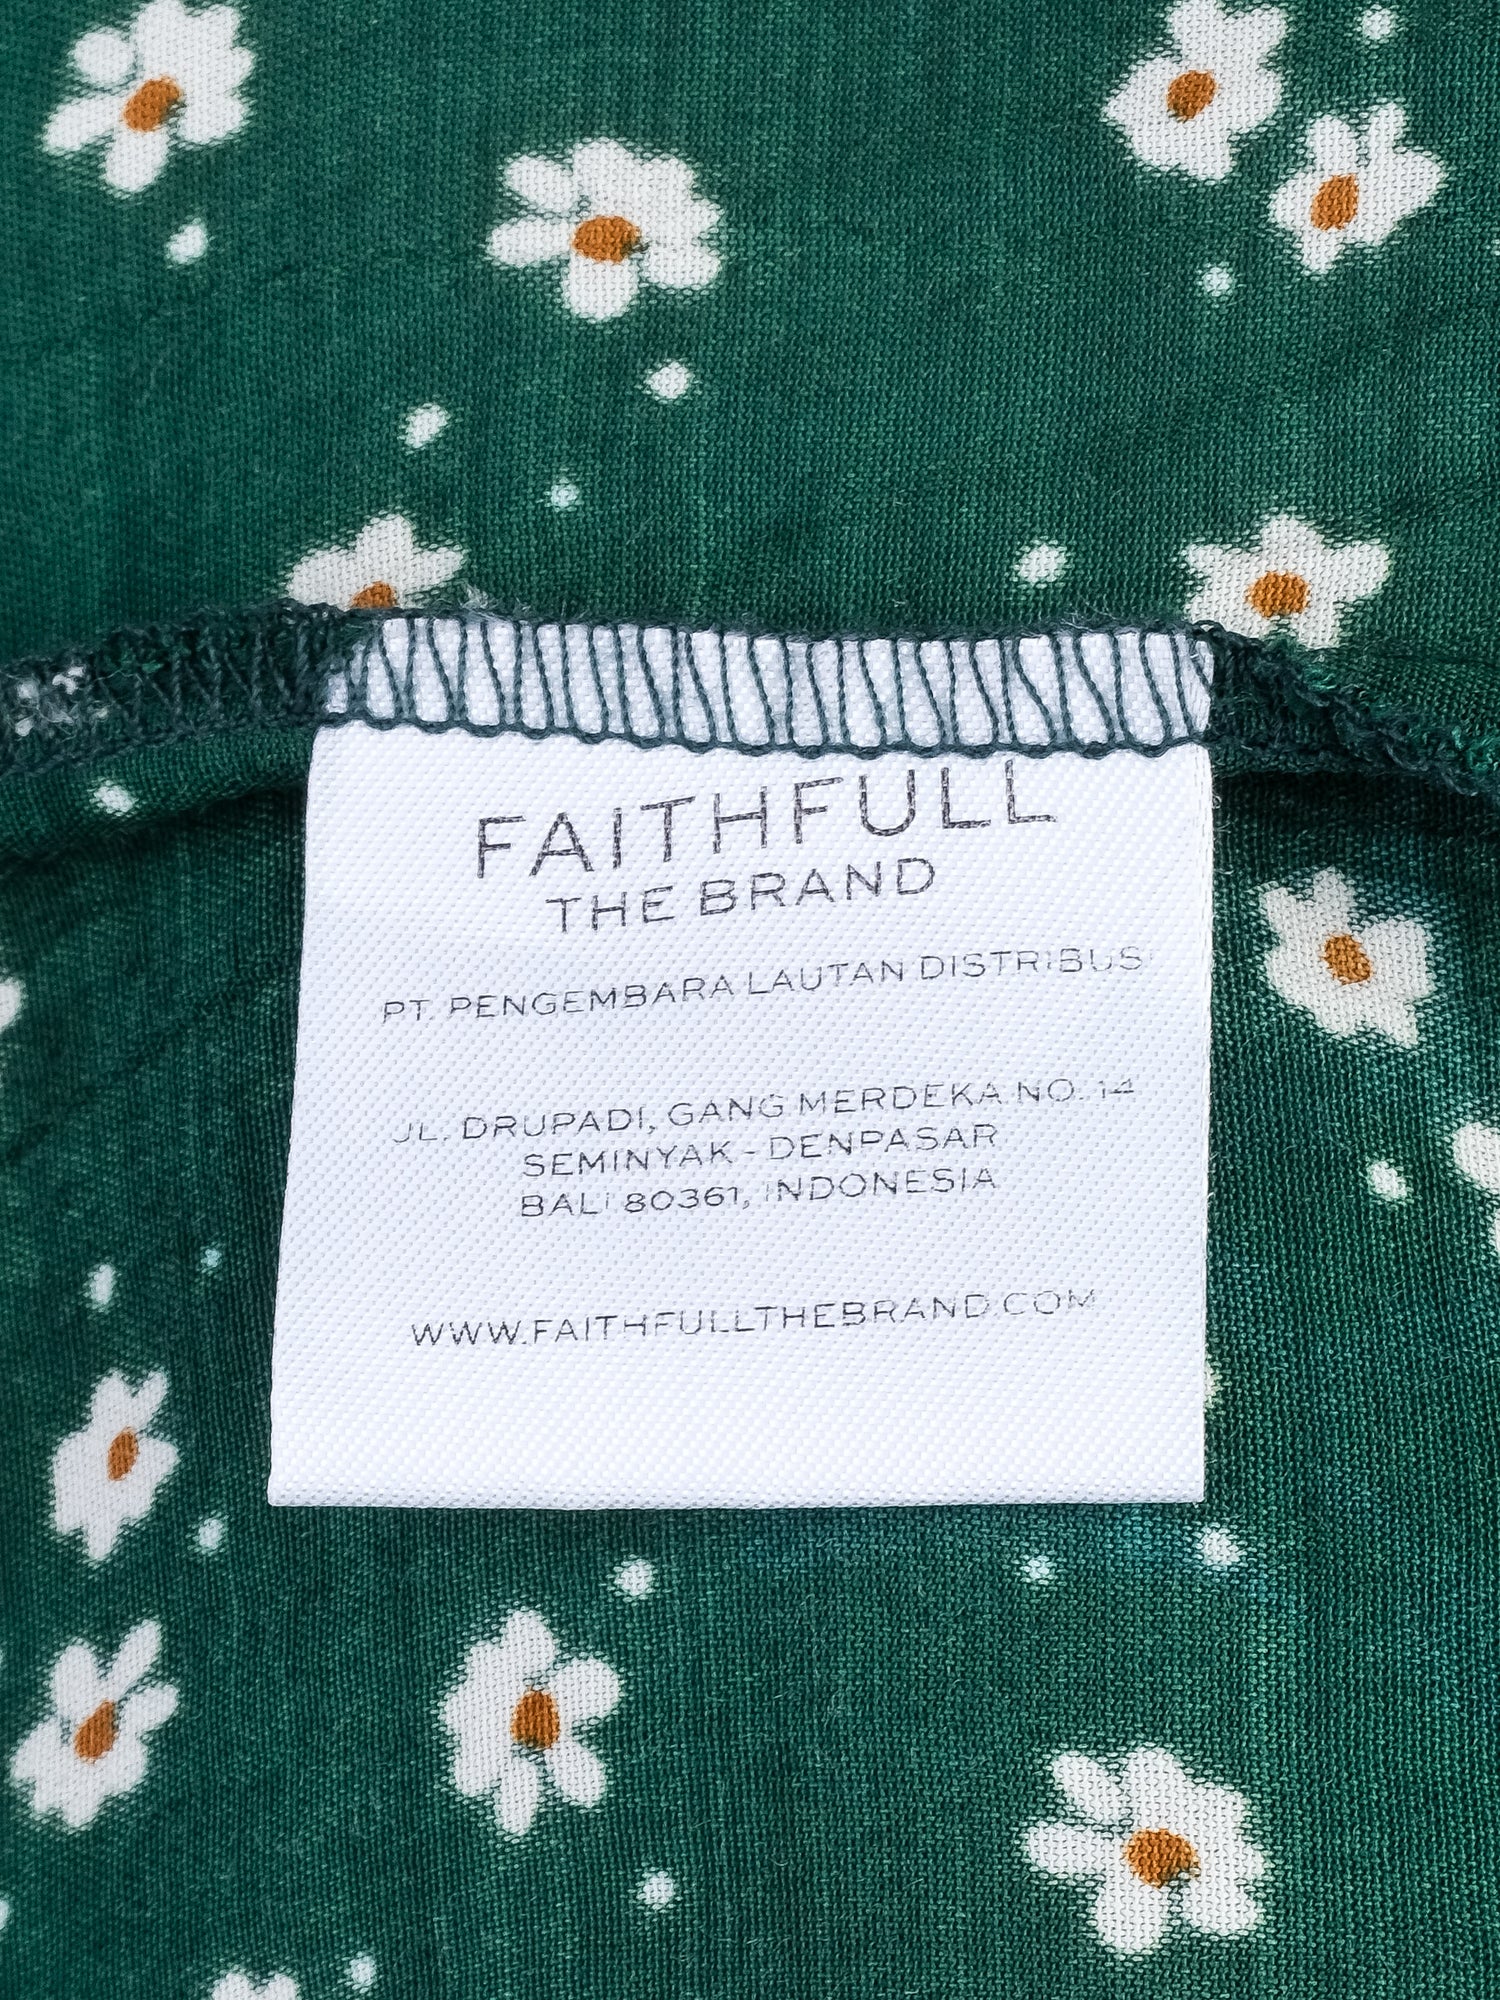 FAITHFULL
THE BRAND
PT. PENGEMBARA LAUTAN DISTRIBUSI
JL. DRUPADI, GANG MERDEKA NO. 14
SEMINYAK - DENPASAR
BALI 80361, INDONESIA
WWW.FAITHFULLTHEBRAND.COM